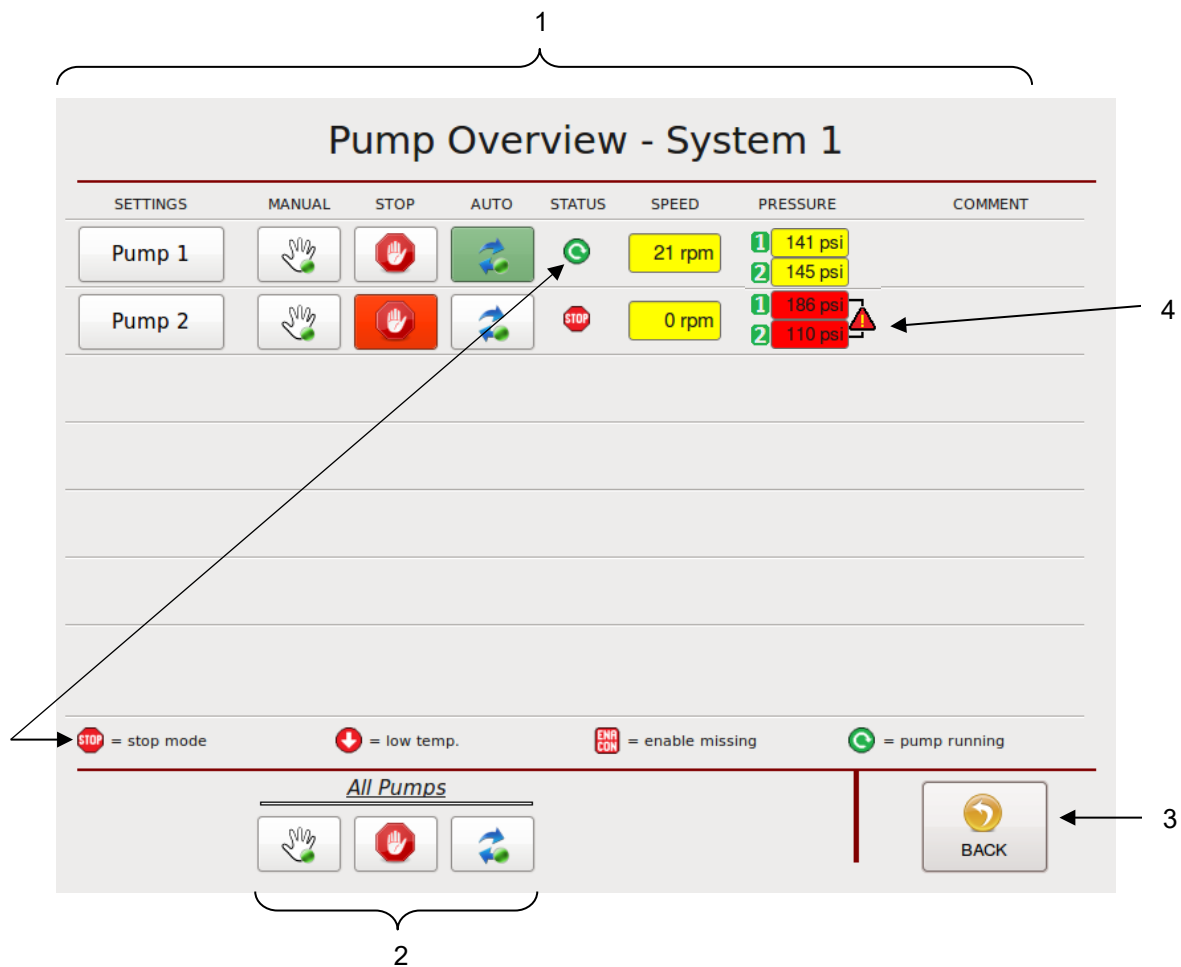 1
Pump Overview - System 1
SETTINGS MANUAL STOP AUTO STATUS SPEED PRESSURE COMMENT
Pump 1 21 rpm 1 141 psi
2 145 psi
Pump 2 STOP 0 rpm 1 186 psi
2 110 psi
4
STOP = stop mode = low temp. ENA CON = enable missing = pump running
All Pumps
BACK
3
2